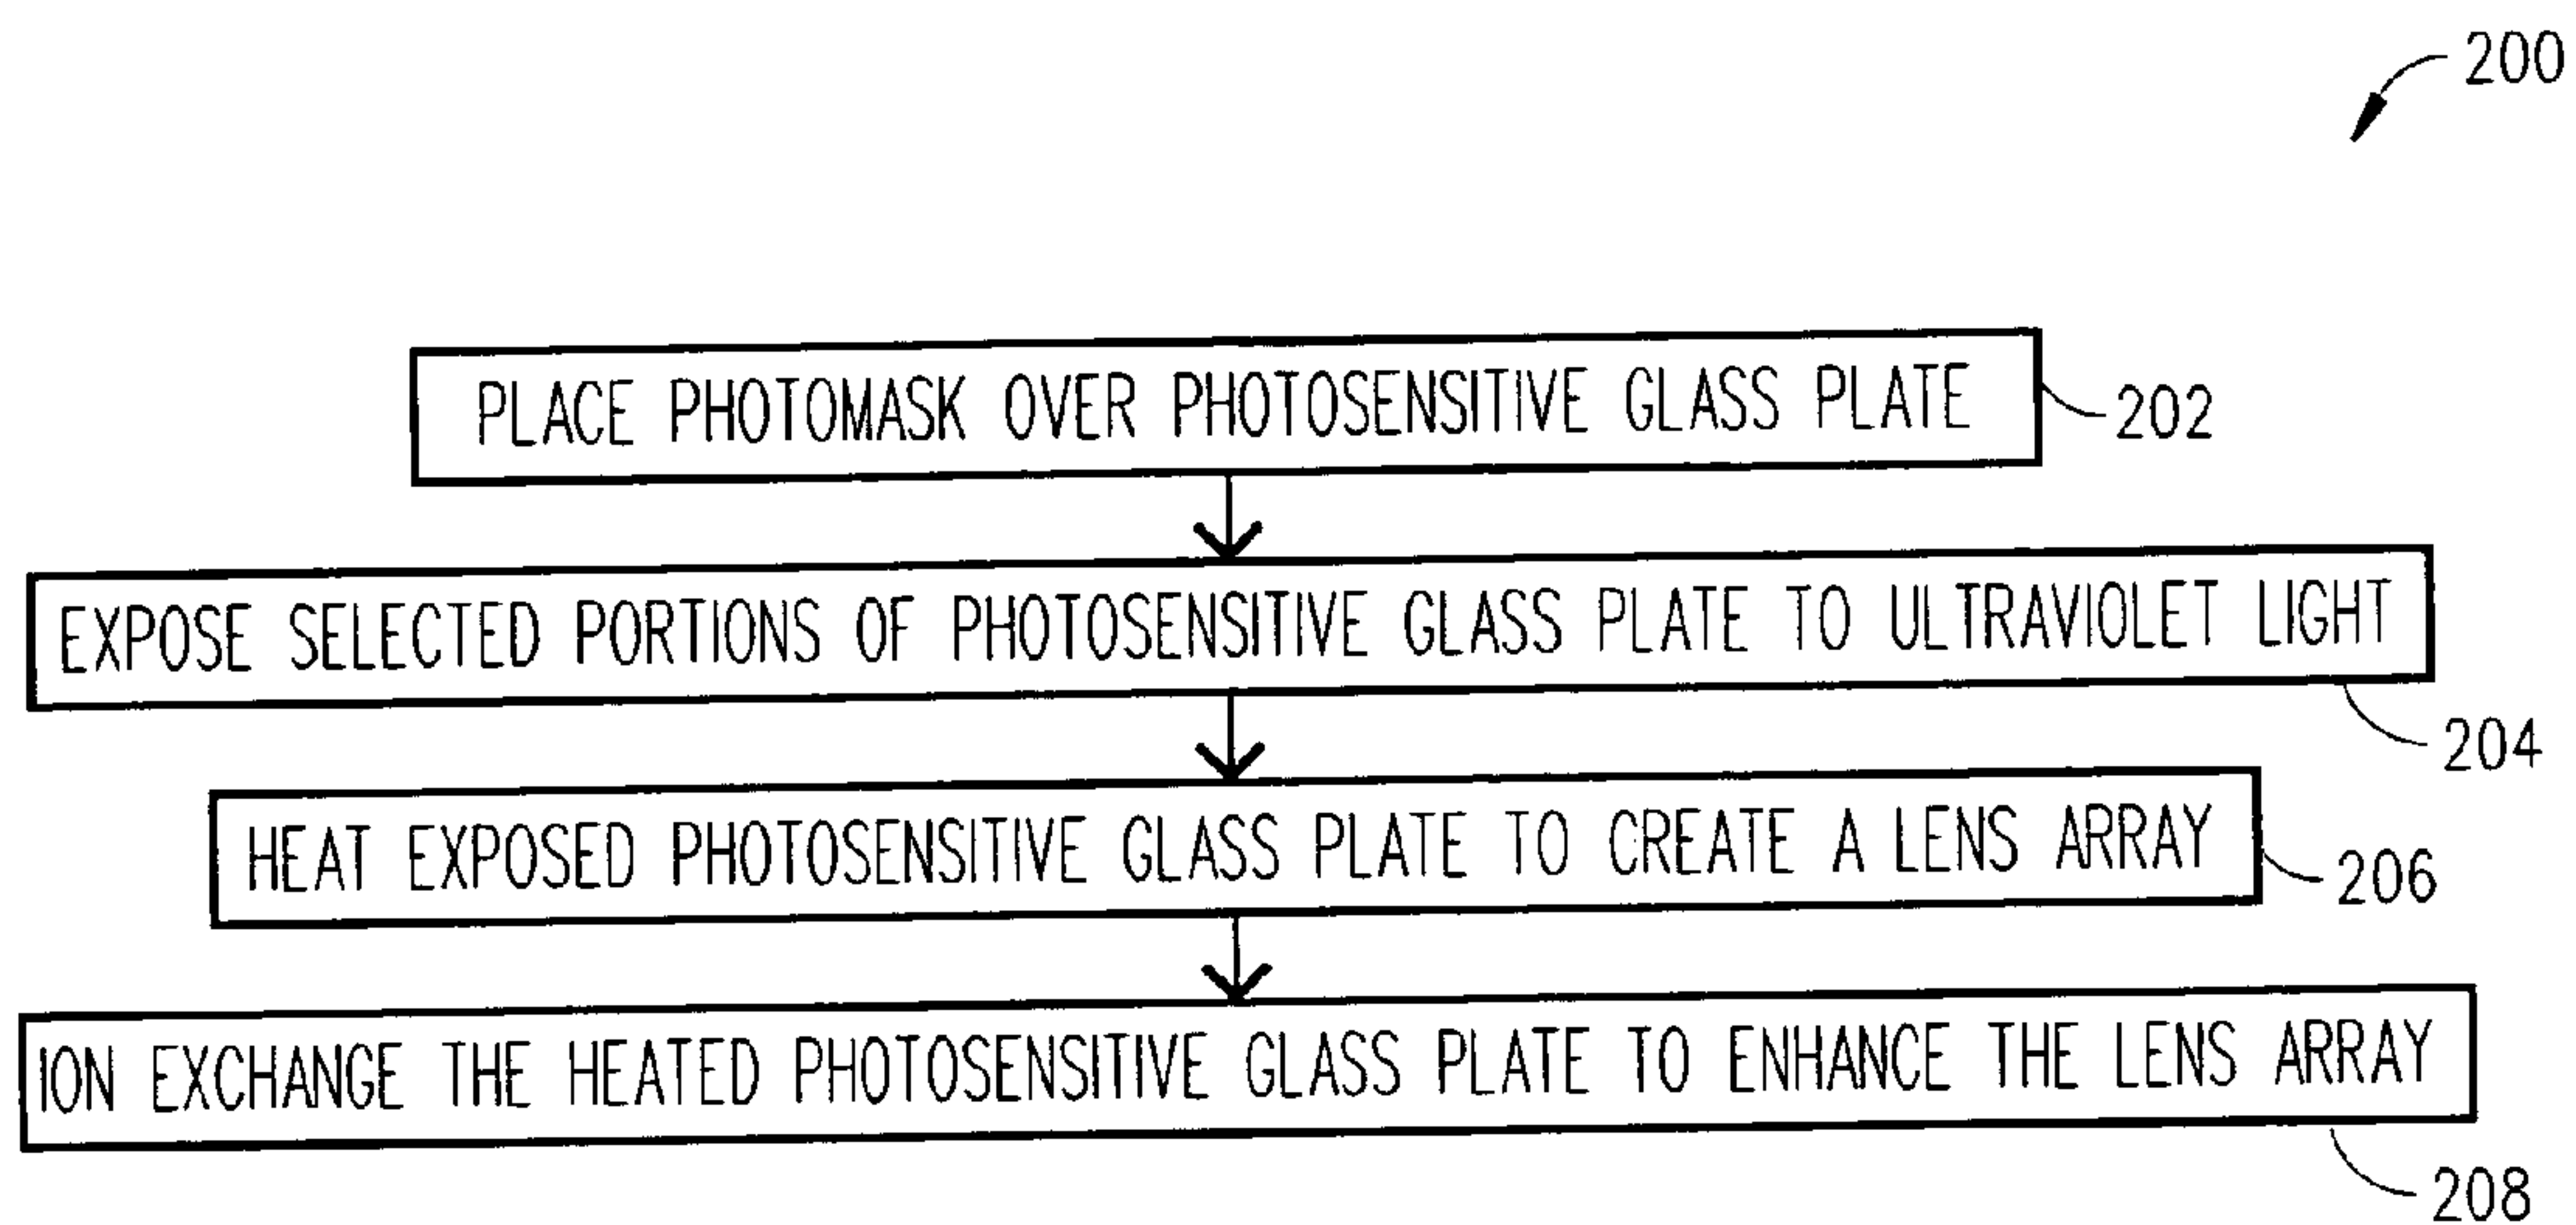 200
PLACE PHOTOMASK OVER PHOTOSENSITIVE GLASS PLATE
202
EXPOSE SELECTED PORTIONS OF PHOTOSENSITIVE GLASS PLATE TO ULTRAVIOLET LIGHT
204
HEAT EXPOSED PHOTOSENSITIVE GLASS PLATE TO CREATE A LENS ARRAY
206
ION EXCHANGE THE HEATED PHOTOSENSITIVE GLASS PLATE TO ENHANCE THE LENS ARRAY
208